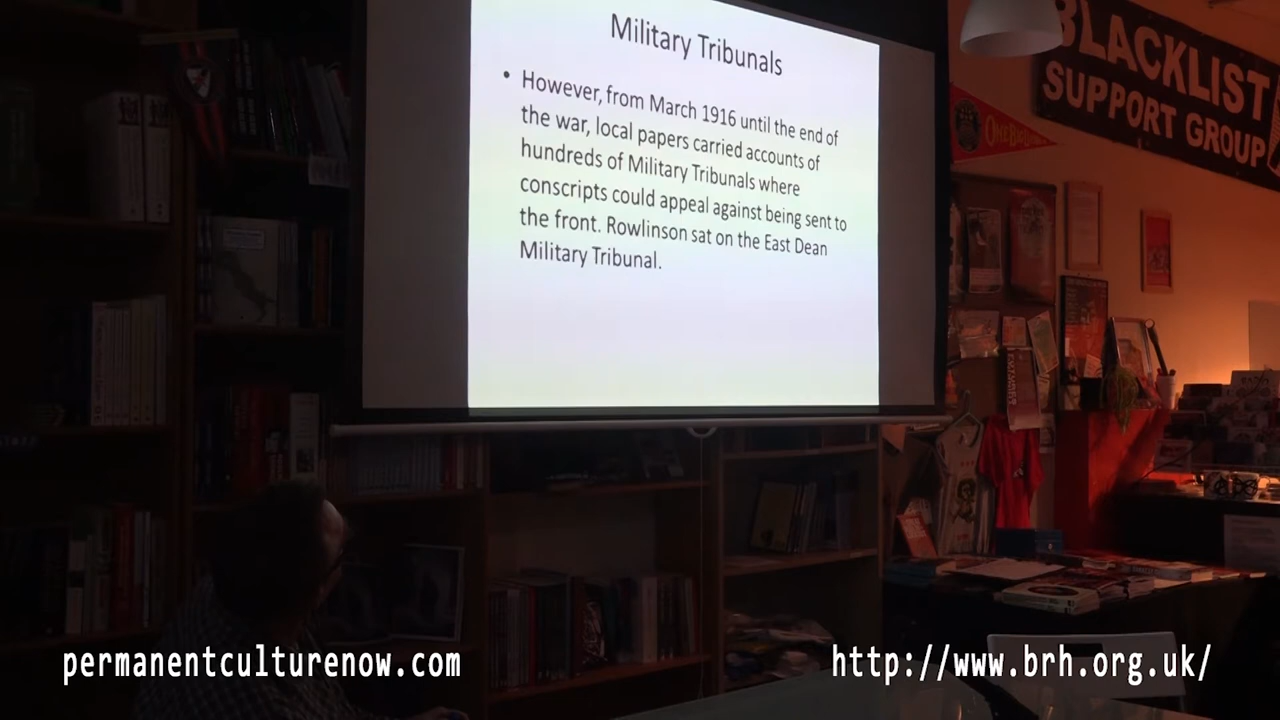 Military Tribunals
• However, from March 1916 until the end of
the war, local papers carried accounts of
hundreds of Military Tribunals where
conscripts could appeal against being sent to
the front. Rowlinson sat on the East Dean
Military Tribunal.
BLACKLIST
SUPPORT GROUP
permanentculturenow.com
http://www.brh.org.uk/